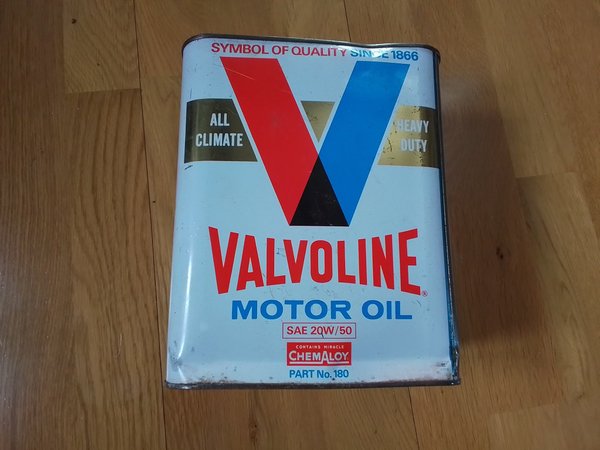 SYMBOL OF QUALITY SINCE 1866
ALL CLIMATE
HEAVY DUTY
VALVOLINE®
MOTOR OIL
SAE 20W/50
CONTAINS MIRACLE
CHEMALOY
PART No. 180